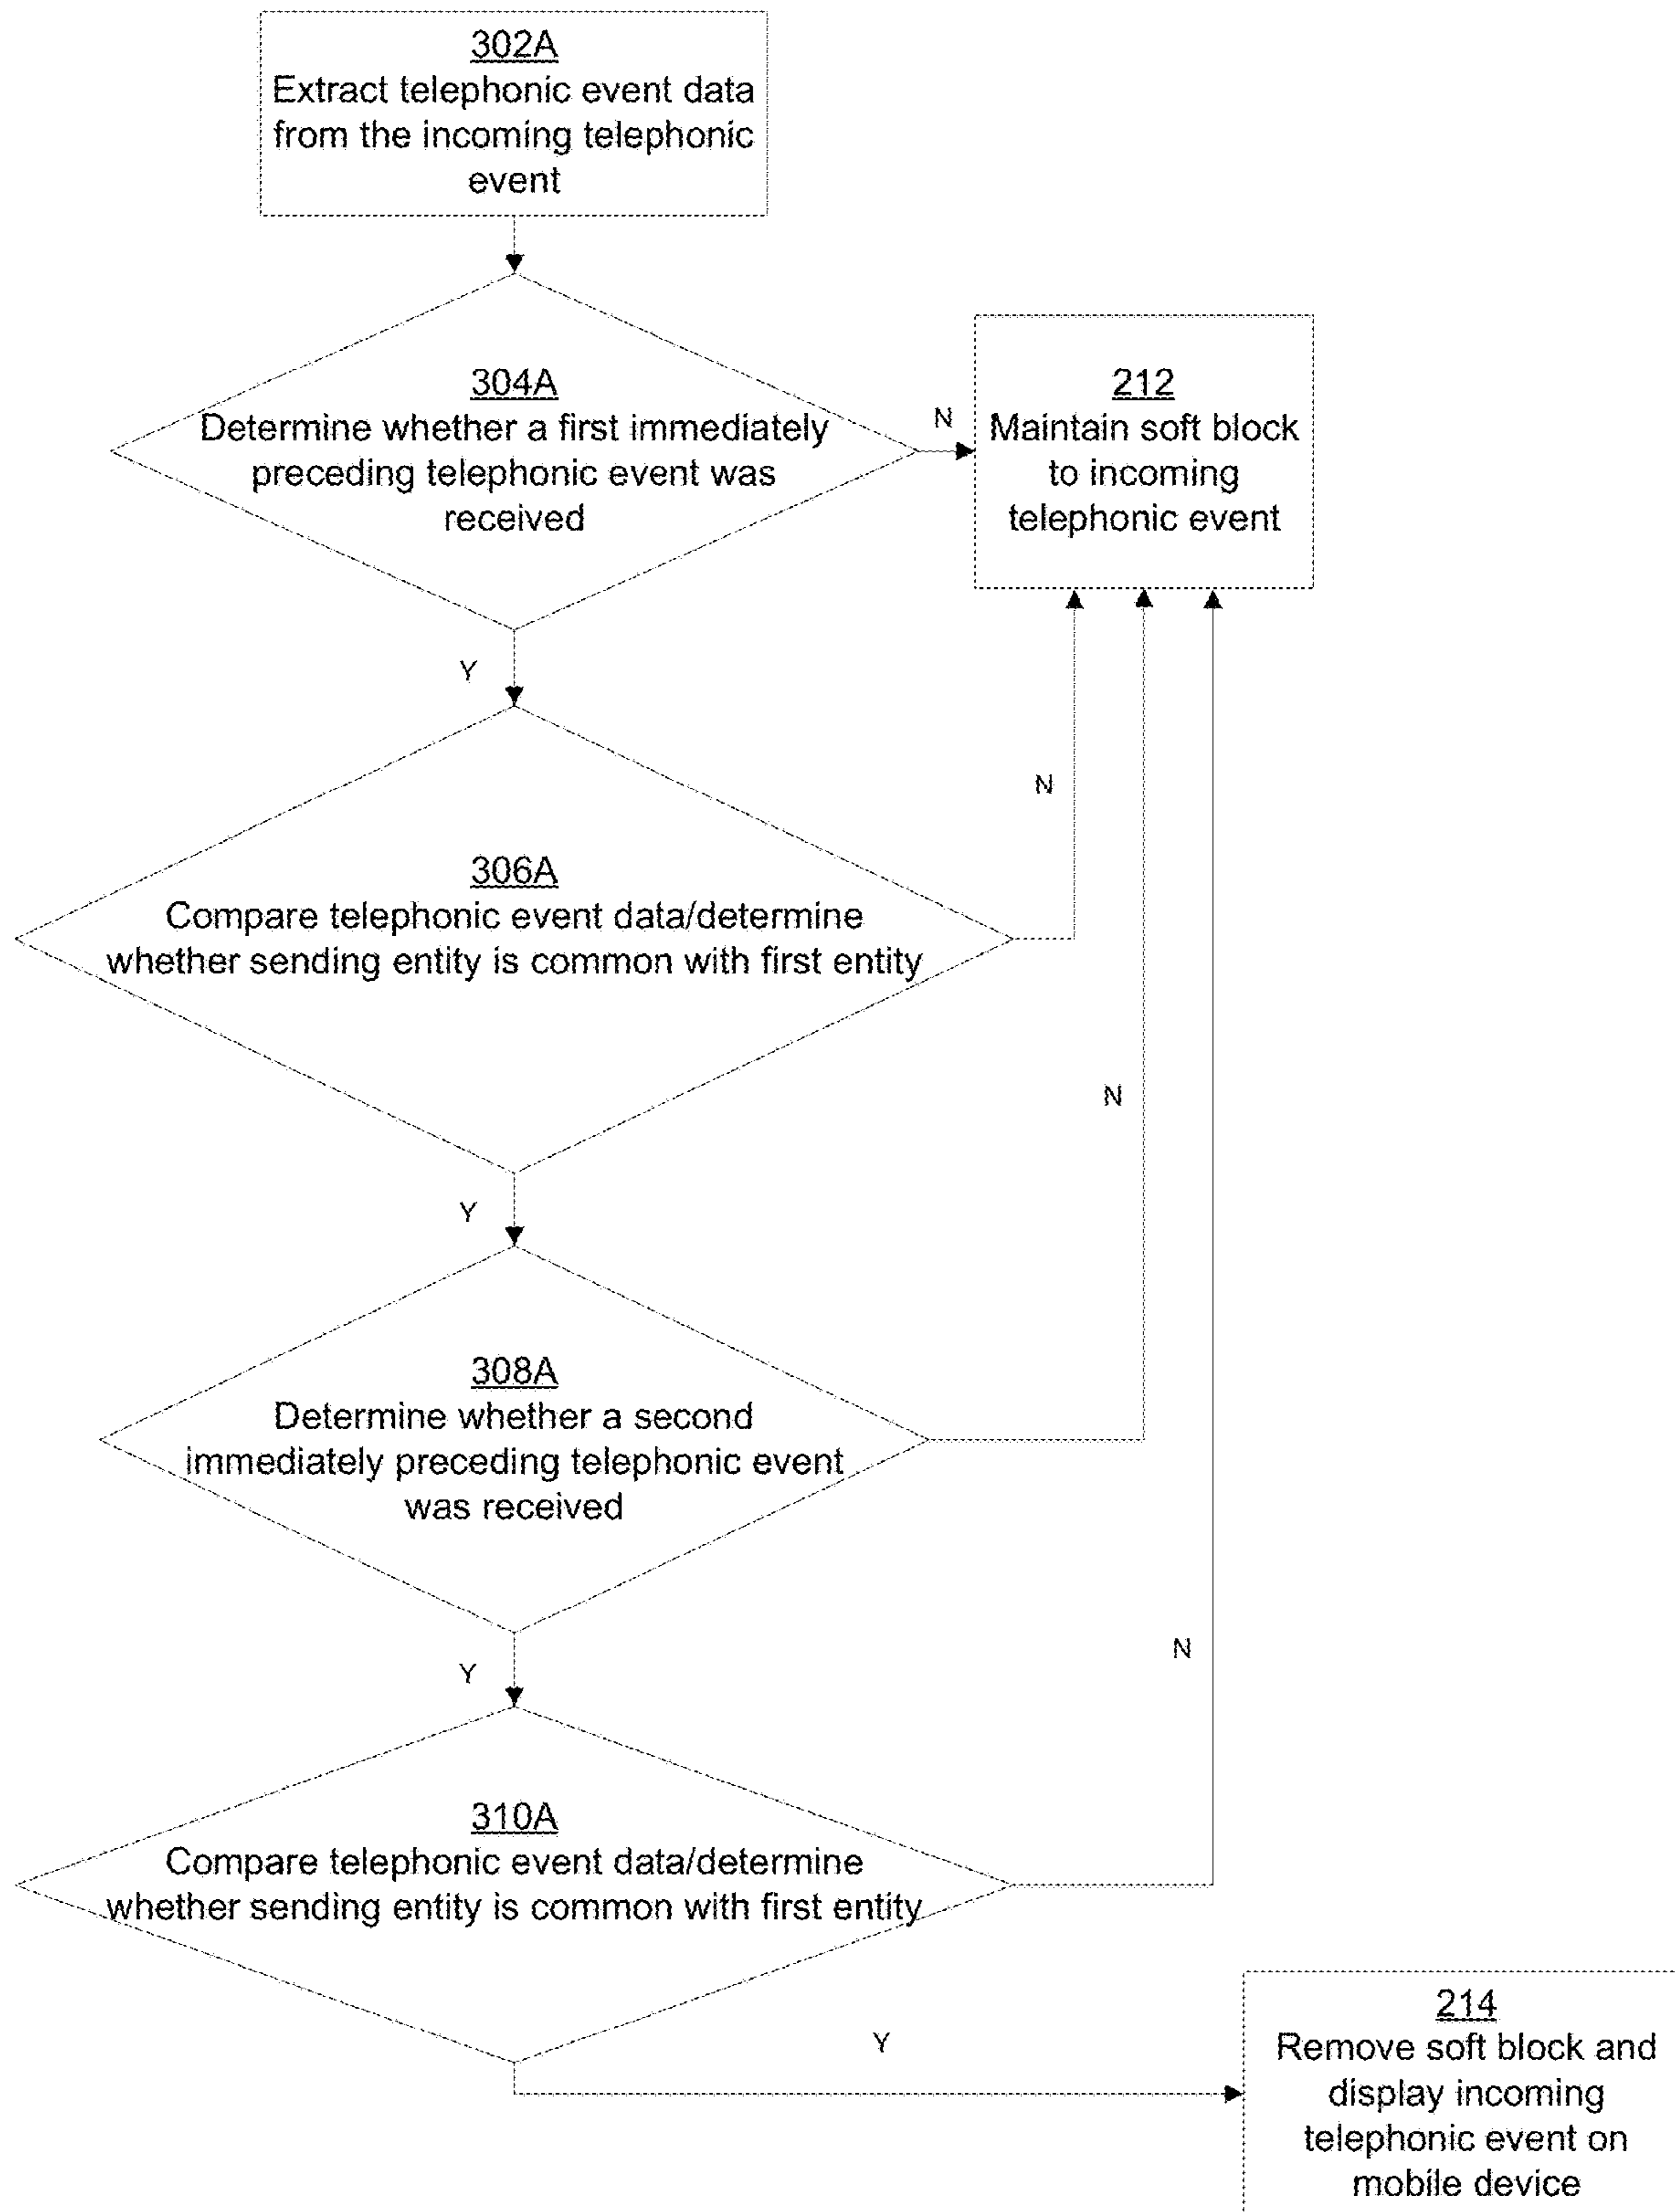 302A
Extract telephonic event data
from the incoming telephonic
event
304A
Determine whether a first immediately
preceding telephonic event was
received
N
212
Maintain soft block
to incoming
telephonic event
Y
306A
Compare telephonic event data/determine
whether sending entity is common with first entity
N
Y
308A
Determine whether a second
immediately preceding telephonic event
was received
N
Y
310A
Compare telephonic event data/determine
whether sending entity is common with first entity
N
Y
214
Remove soft block and
display incoming
telephonic event on
mobile device